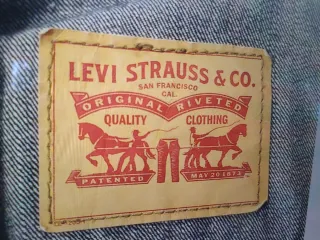 LEVI STRAUSS & CO.
SAN FRANCISCO
CAL.
ORIGINAL RIVETED
QUALITY CLOTHING
PATENTED MAY 20 1873